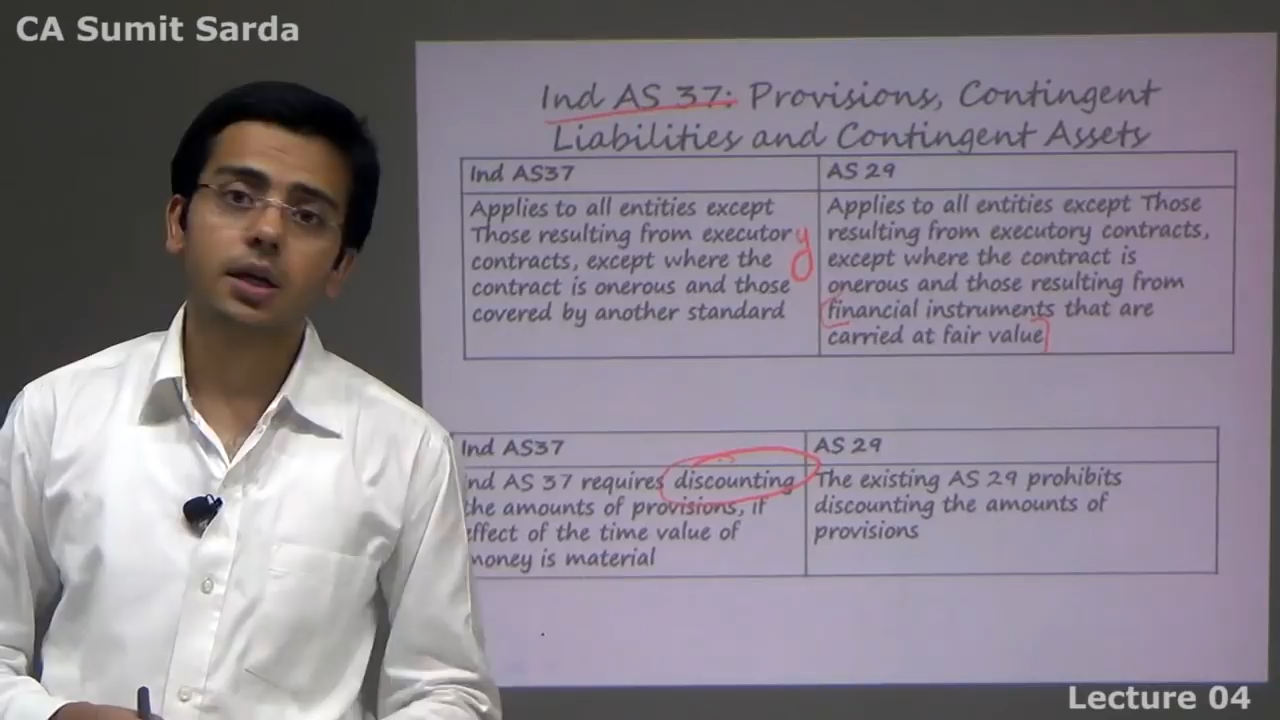 CA Sumit Sarda
Ind AS 37: Provisions, Contingent
Liabilities and Contingent Assets
Ind AS37
Applies to all entities except
Those resulting from executor y
contracts, except where the
contract is onerous and those
covered by another standard
AS 29
Applies to all entities except Those
resulting from executory contracts,
except where the contract is
onerous and those resulting from
financial instruments that are
carried at fair value
Ind AS37
Ind AS 37 requires discounting
the amounts of provisions, if
effect of the time value of
money is material
AS 29
The existing AS 29 prohibits
discounting the amounts of
provisions
Lecture 04